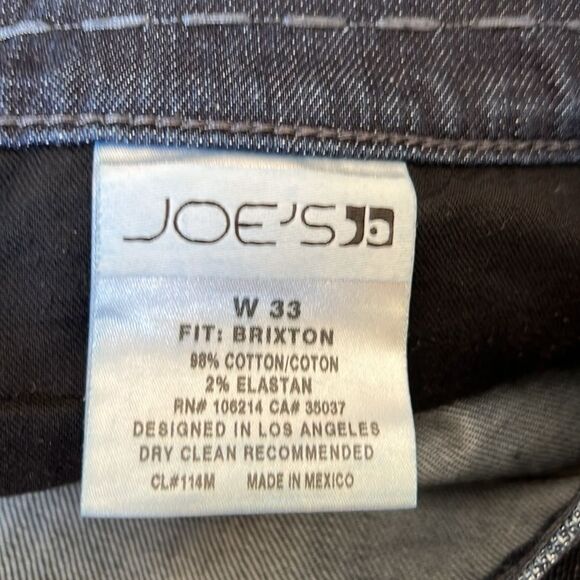 JOE'S
W 33
FIT: BRIXTON
98% COTTON/COTON
2% ELASTAN
RN# 106214 CA# 35037
DESIGNED IN LOS ANGELES
DRY CLEAN RECOMMENDED
CL#114M MADE IN MEXICO